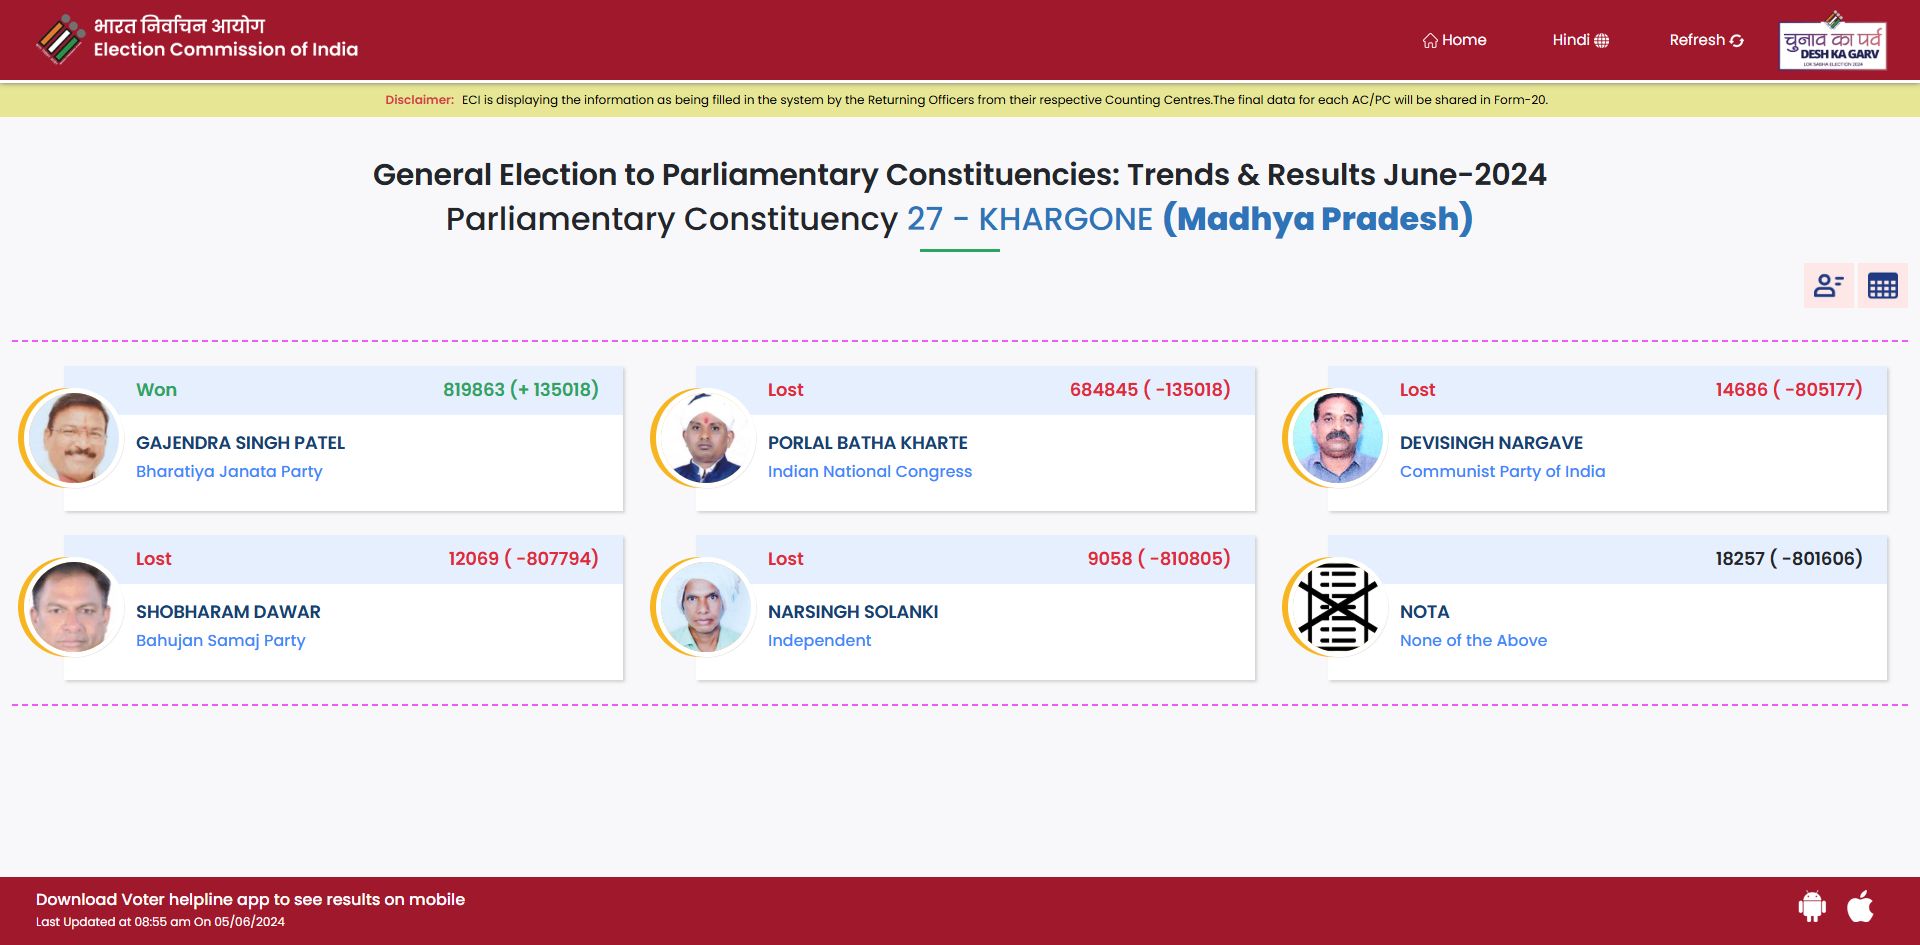 भारत निर्वाचन आयोग
Election Commission of India
Home
Hindi
Refresh
चुनाव का पर्व
DESH KA GARV
LOK SABHA ELECTION 2024
Disclaimer: ECI is displaying the information as being filled in the system by the Returning Officers from their respective Counting Centres.The final data for each AC/PC will be shared in Form-20.
General Election to Parliamentary Constituencies: Trends & Results June-2024
Parliamentary Constituency 27 - KHARGONE (Madhya Pradesh)
Won
819863 (+ 135018)
GAJENDRA SINGH PATEL
Bharatiya Janata Party
Lost
684845 ( -135018)
PORLAL BATHA KHARTE
Indian National Congress
Lost
14686 ( -805177)
DEVISINGH NARGAVE
Communist Party of India
Lost
12069 ( -807794)
SHOBHARAM DAWAR
Bahujan Samaj Party
Lost
9058 ( -810805)
NARSINGH SOLANKI
Independent
18257 ( -801606)
NOTA
None of the Above
Download Voter helpline app to see results on mobile
Last Updated at 08:55 am On 05/06/2024